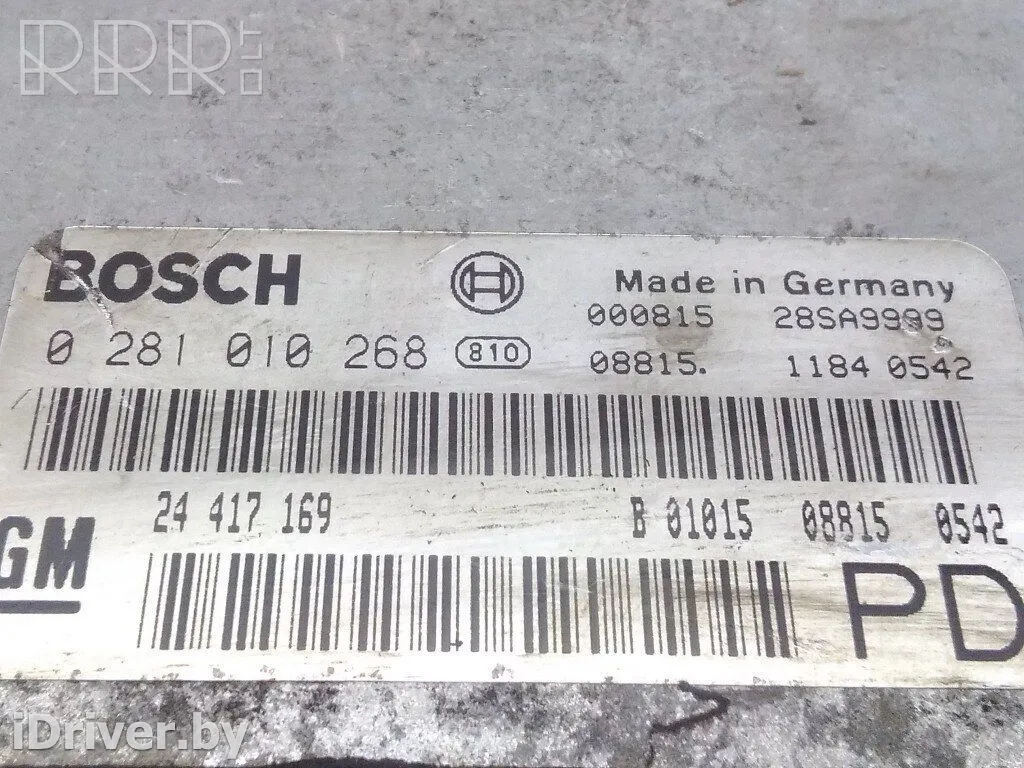 RRR.LT
BOSCH
Made in Germany
000815 28SA9999
0 281 010 268 810
08815. 1184 0542
24 417 169 B 01015 08815 0542
GM
PD
iDriver.by